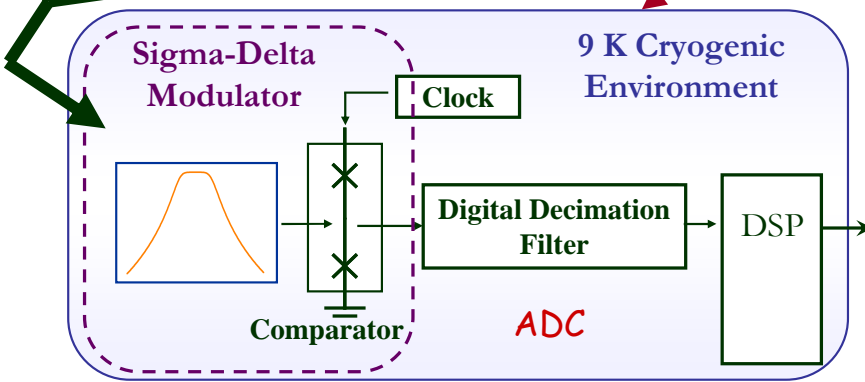 Sigma-Delta
Modulator
9 K Cryogenic
Environment
Clock
Digital Decimation
Filter
DSP
Comparator
ADC